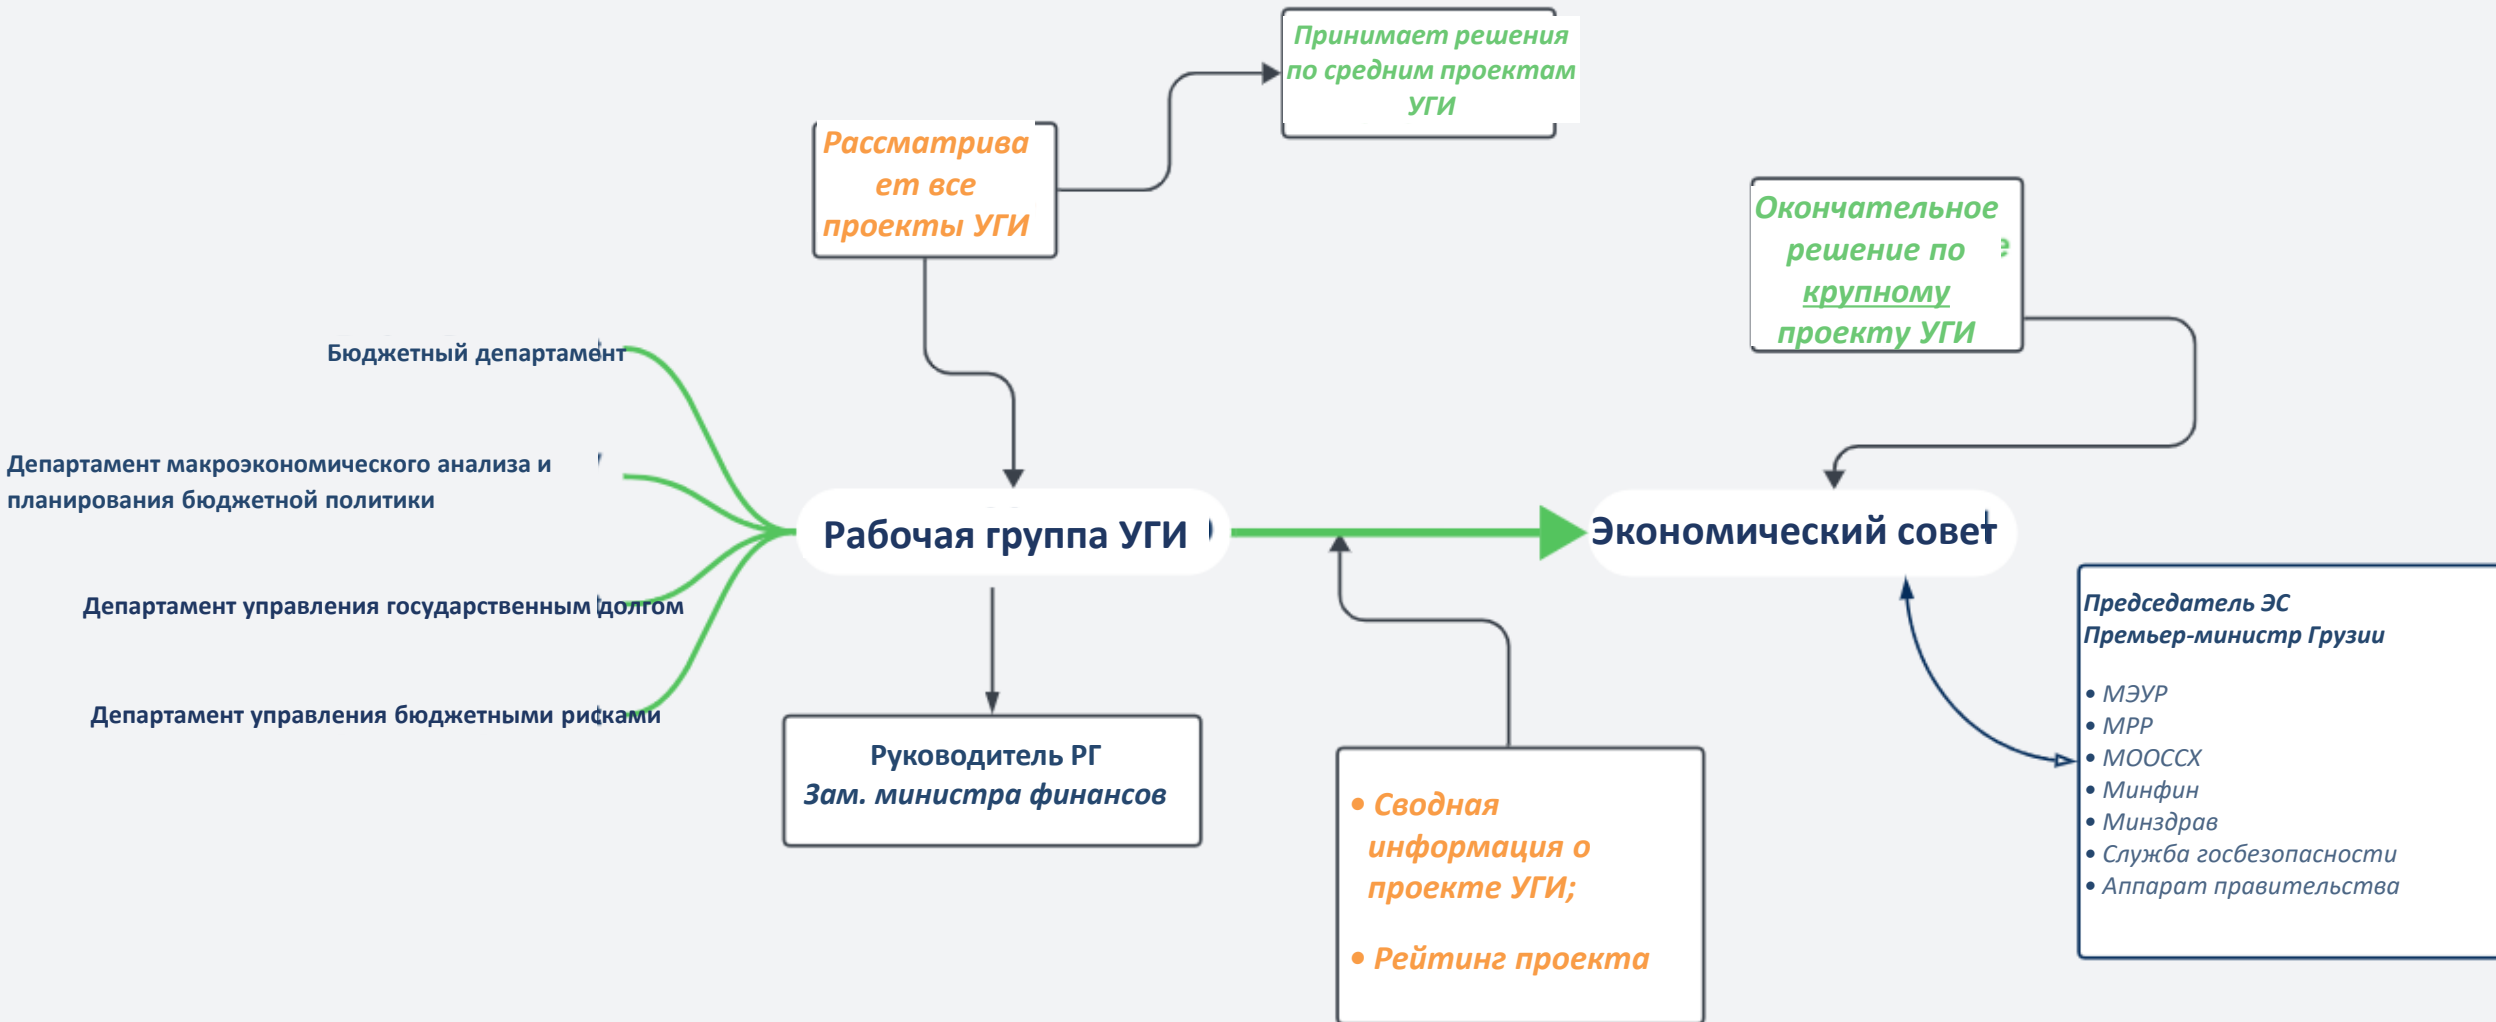 Принимает решения
по средним проектам
УГИ
Рассматрива
ет все
проекты УГИ
Окончательное
решение по
крупному
проекту УГИ
Бюджетный департамент
Департамент макроэкономического анализа и
планирования бюджетной политики
Департамент управления государственным долгом
Департамент управления бюджетными рисками
Рабочая группа УГИ
Экономический совет
Руководитель РГ
Зам. министра финансов
• Сводная
информация о
проекте УГИ;
• Рейтинг проекта
Председатель ЭС
Премьер-министр Грузии
• МЭУР
• МРР
• МООССХ
• Минфин
• Минздрав
• Служба госбезопасности
• Аппарат правительства